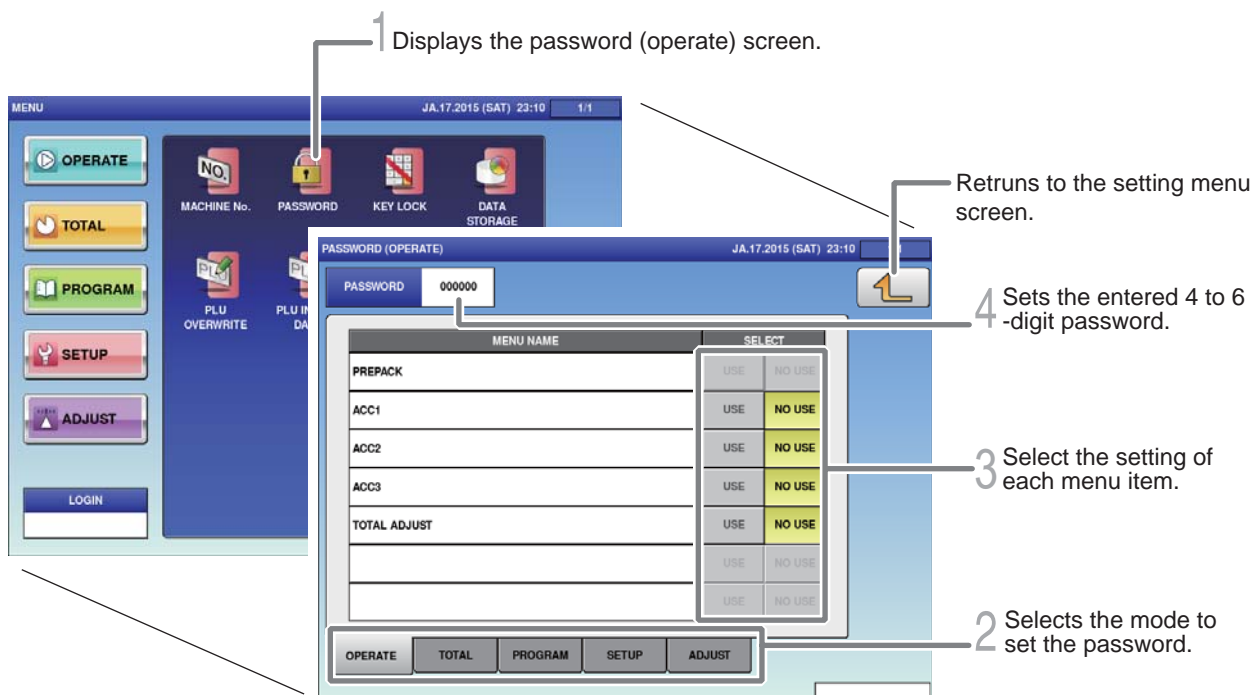 1 Displays the password (operate) screen.
MENU
JA.17.2015 (SAT) 23:10 1/1
OPERATE
TOTAL
PROGRAM
SETUP
ADJUST
LOGIN
NO.
MACHINE No.
PASSWORD
KEY LOCK
DATA
STORAGE
PLU
PLU
OVERWRITE
PASSWORD (OPERATE)
JA.17.2015 (SAT) 23:10
PASSWORD 000000
MENU NAME SELECT
PREPACK USE NO USE
ACC1 USE NO USE
ACC2 USE NO USE
ACC3 USE NO USE
TOTAL ADJUST USE NO USE
USE NO USE
USE NO USE
OPERATE TOTAL PROGRAM SETUP ADJUST
Retruns to the setting menu
screen.
4 Sets the entered 4 to 6
-digit password.
3 Select the setting of
each menu item.
2 Selects the mode to
set the password.